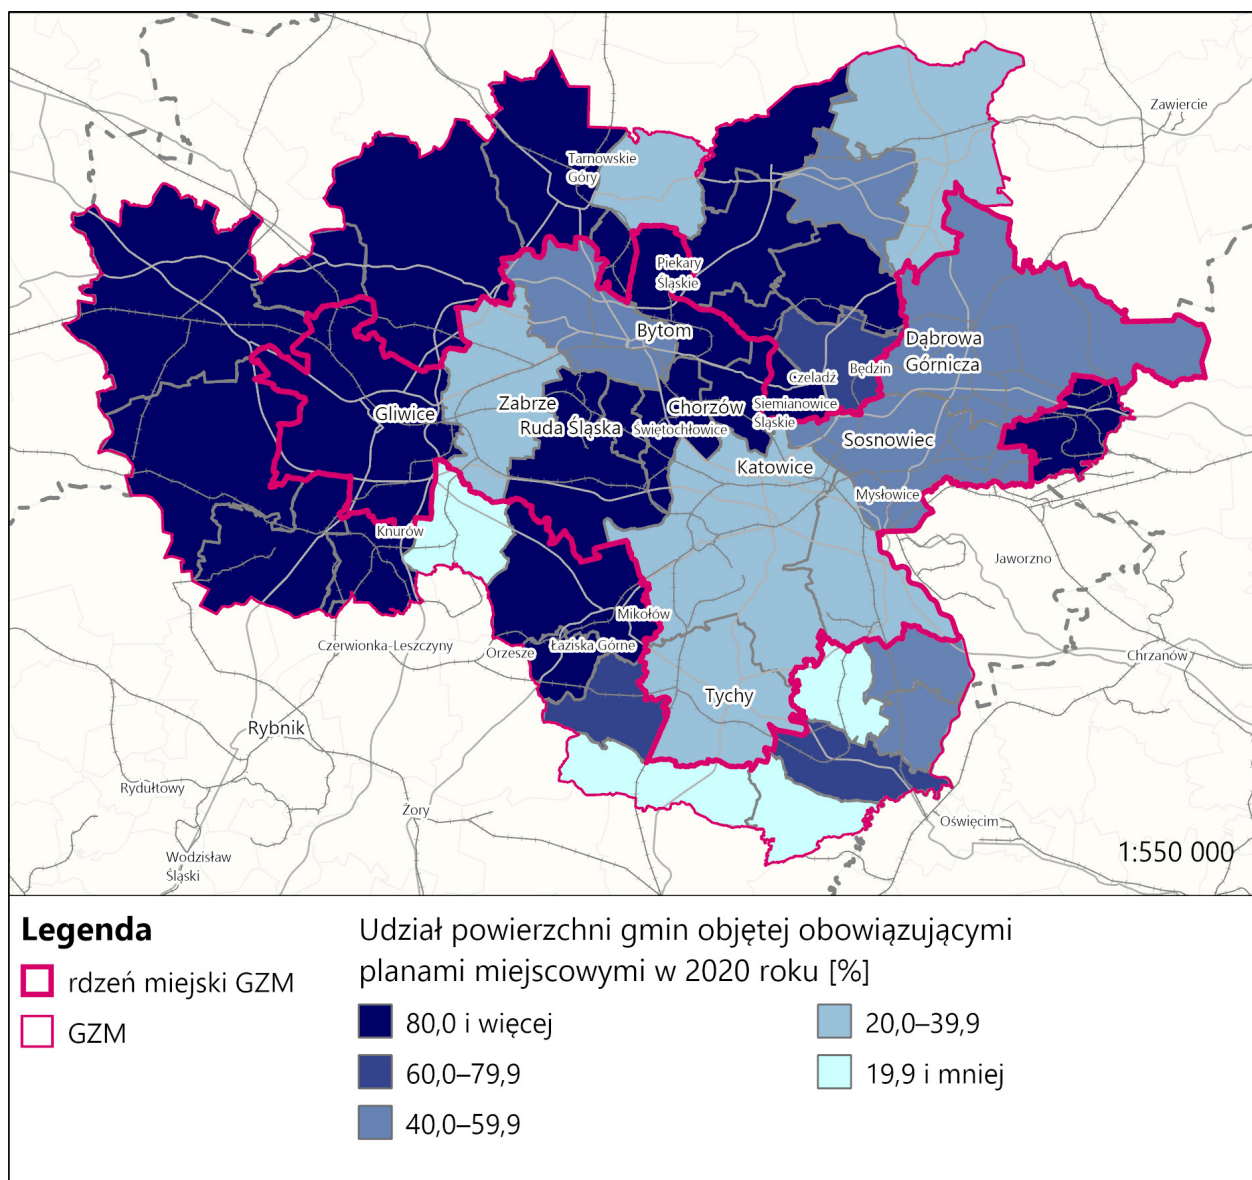 Zawiercie
Tarnowskie
Góry
Piekary
Śląskie
Bytom
Dąbrowa
Górnicza
Będzin
Czeladź
Gliwice
Zabrze
Chorzów
Siemianowice
Śląskie
Ruda Śląska
Świętochłowice
Sosnowiec
Katowice
Mysłowice
Knurów
Jaworzno
Mikołów
Czerwionka-Leszczyny
Orzesze
Łaziska Górne
Chrzanów
Tychy
Rybnik
Rydułtowy
Żory
Oświęcim
Wodzisław
Śląski
1:550 000
Legenda
rdzeń miejski GZM
GZM
Udział powierzchni gmin objętej obowiązującymi
planami miejscowymi w 2020 roku [%]
80,0 i więcej
60,0–79,9
40,0–59,9
20,0–39,9
19,9 i mniej